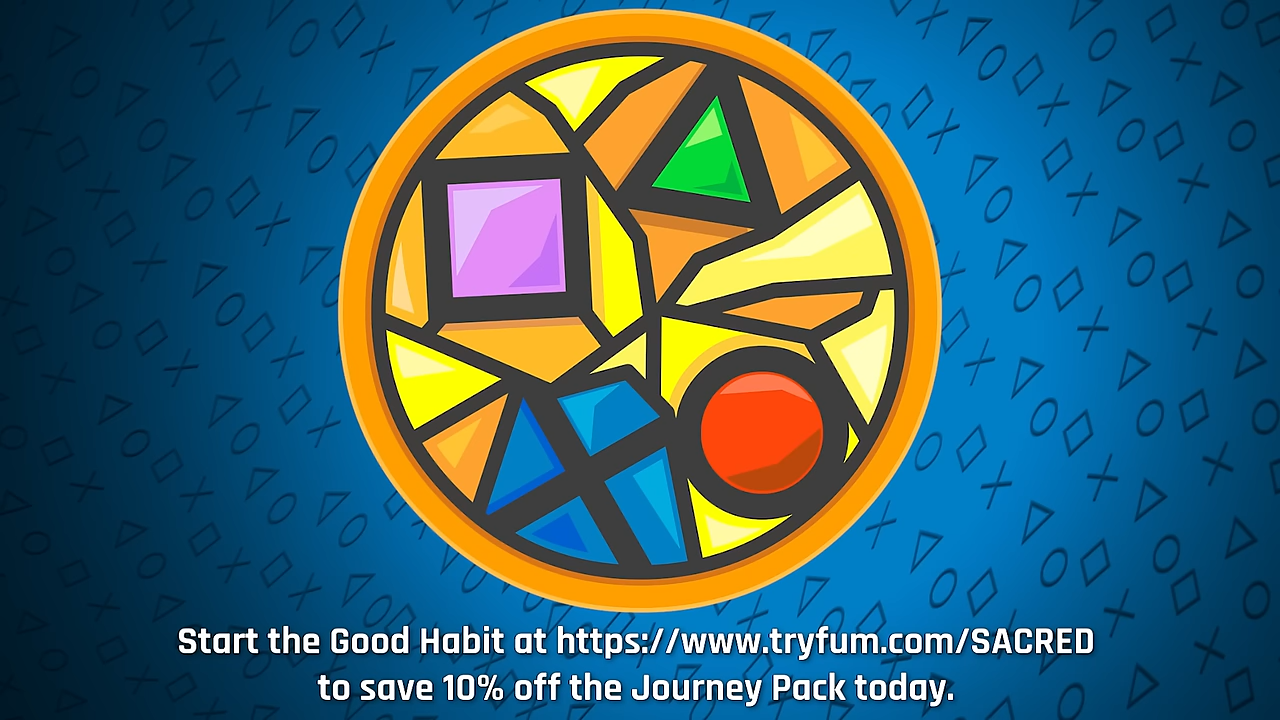 Start the Good Habit at https://www.tryfum.com/SACRED
to save 10% off the Journey Pack today.